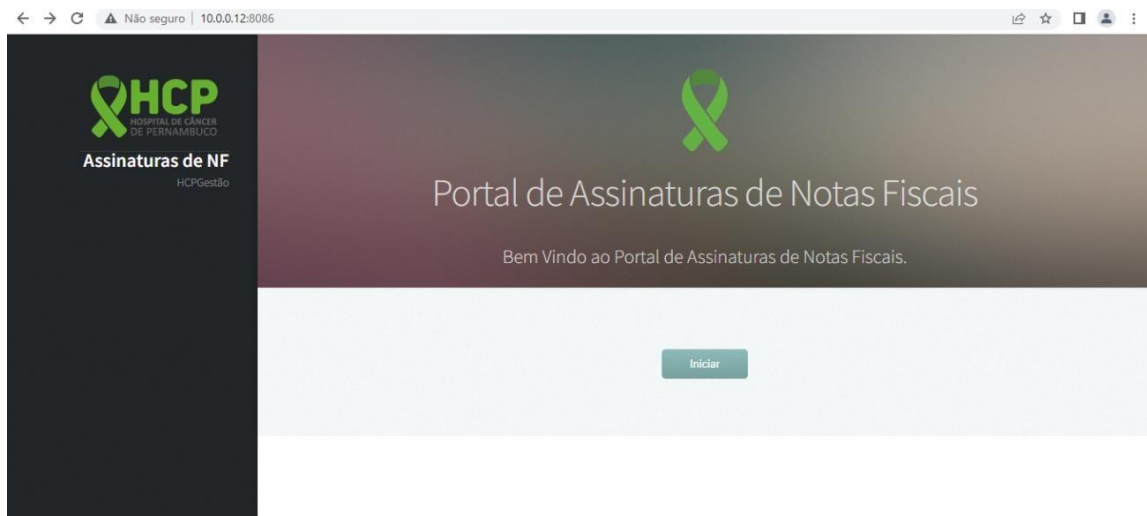 Não seguro | 10.0.0.12:8086
HCP
HOSPITAL DE CÂNCER
DE PERNAMBUCO
Assinaturas de NF
HCPGestão
Portal de Assinaturas de Notas Fiscais
Bem Vindo ao Portal de Assinaturas de Notas Fiscais.
Iniciar